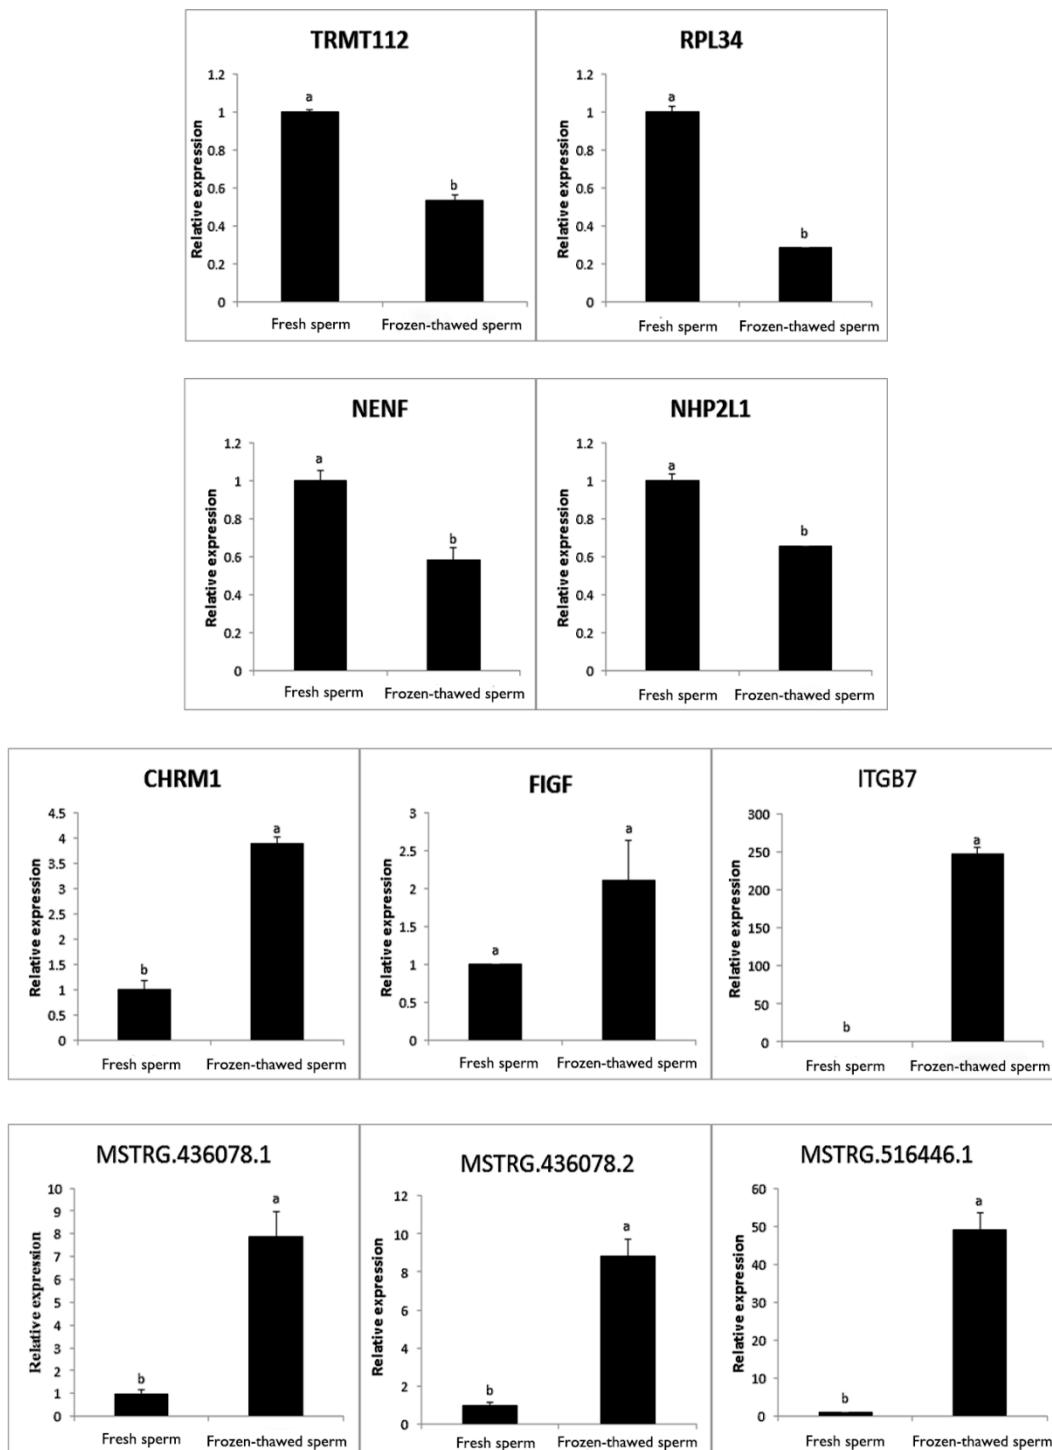 TRMT112
Relative expression
1.2
1
0.8
0.6
0.4
0.2
0
a
b
Fresh sperm
Frozen-thawed sperm
RPL34
Relative expression
1.2
1
0.8
0.6
0.4
0.2
0
a
b
Fresh sperm
Frozen-thawed sperm
NENF
Relative expression
1.2
1
0.8
0.6
0.4
0.2
0
a
b
Fresh sperm
Frozen-thawed sperm
NHP2L1
Relative expression
1.2
1
0.8
0.6
0.4
0.2
0
a
b
Fresh sperm
Frozen-thawed sperm
CHRM1
Relative expression
4.5
4
3.5
3
2.5
2
1.5
1
0.5
0
b
a
Fresh sperm
Frozen-thawed sperm
FIGF
Relative expression
3
2.5
2
1.5
1
0.5
0
a
a
Fresh sperm
Frozen-thawed sperm
ITGB7
Relative expression
300
250
200
150
100
50
0
b
a
Fresh sperm
Frozen-thawed sperm
MSTRG.436078.1
Relative expression
10
9
8
7
6
5
4
3
2
1
0
b
a
Fresh sperm
Frozen-thawed sperm
MSTRG.436078.2
Relative expression
12
10
8
6
4
2
0
b
a
Fresh sperm
Frozen-thawed sperm
MSTRG.516446.1
Relative expression
60
50
40
30
20
10
0
b
a
Fresh sperm
Frozen-thawed sperm